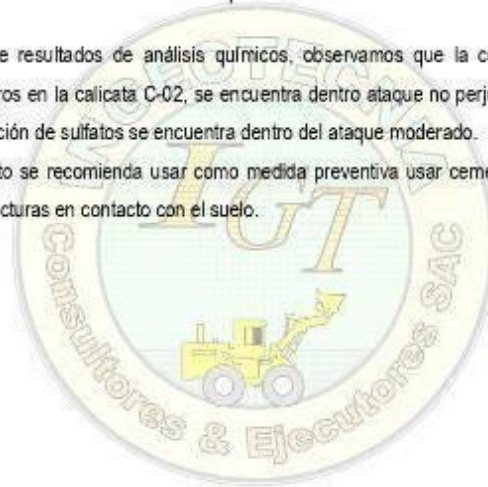 e resultados de análisis químicos, observamos que la c
ros en la calicata C-02, se encuentra dentro ataque no perj
ción de sulfatos se encuentra dentro del ataque moderado.
to se recomienda usar como medida preventiva usar ceme
cturas en contacto con el suelo.
INGEOTECNIA
IGT
Consultores & Ejecutores SAC